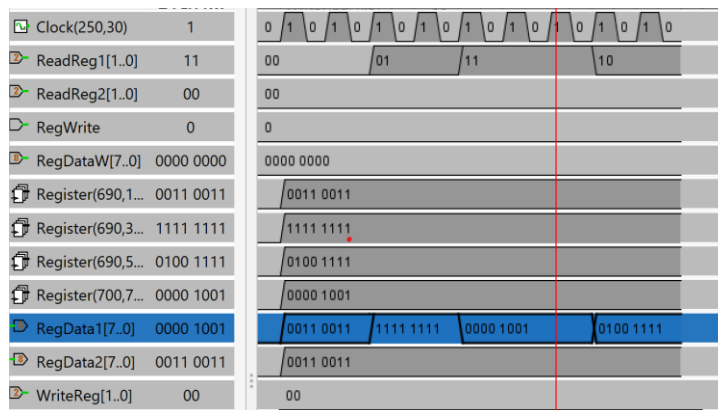 Clock(250,30) 1 0 1 0 1 0 1 0 1 0 1 0 1 0 1 0 1 0 1 0
ReadReg1[1..0] 11 00 01 11 10
ReadReg2[1..0] 00 00
RegWrite 0 0
RegDataW[7..0] 0000 0000 0000 0000
Register(690,1... 0011 0011 0011 0011
Register(690,3... 1111 1111 1111 1111
Register(690,5... 0100 1111 0100 1111
Register(700,7... 0000 1001 0000 1001
RegData1[7..0] 0000 1001 0011 0011 1111 1111 0000 1001 0100 1111
RegData2[7..0] 0011 0011 0011 0011
WriteReg[1..0] 00 00